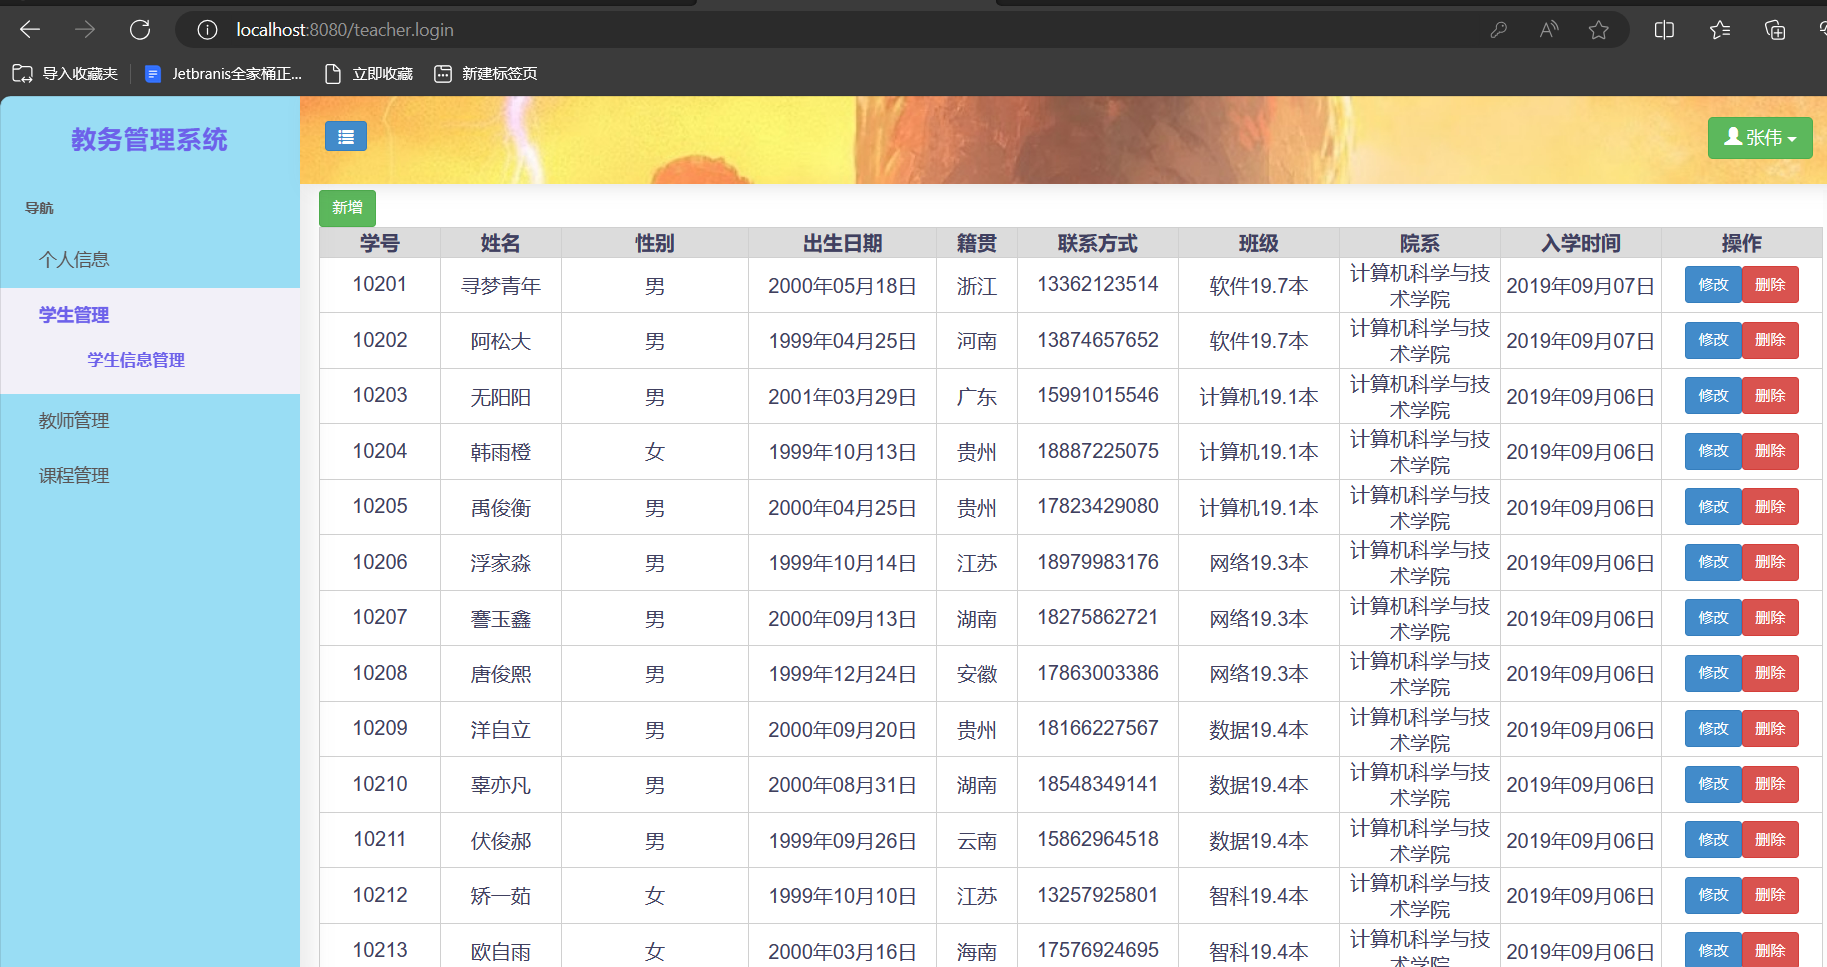 localhost:8080/teacher.login
导入收藏夹 Jetbranis全家桶正... 立即收藏 新建标签页
教务管理系统
张伟
导航
个人信息
学生管理
学生信息管理
教师管理
课程管理
新增
学号 姓名 性别 出生日期 籍贯 联系方式 班级 院系 入学时间 操作
10201 寻梦青年 男 2000年05月18日 浙江 13362123514 软件19.7本 计算机科学与技术学院 2019年09月07日 修改 删除
10202 阿松大 男 1999年04月25日 河南 13874657652 软件19.7本 计算机科学与技术学院 2019年09月07日 修改 删除
10203 无阳阳 男 2001年03月29日 广东 15991015546 计算机19.1本 计算机科学与技术学院 2019年09月06日 修改 删除
10204 韩雨橙 女 1999年10月13日 贵州 18887225075 计算机19.1本 计算机科学与技术学院 2019年09月06日 修改 删除
10205 禹俊衡 男 2000年04月25日 贵州 17823429080 计算机19.1本 计算机科学与技术学院 2019年09月06日 修改 删除
10206 浮家淼 男 1999年10月14日 江苏 18979983176 网络19.3本 计算机科学与技术学院 2019年09月06日 修改 删除
10207 玉鑫 男 2000年09月13日 湖南 18275862721 网络19.3本 计算机科学与技术学院 2019年09月06日 修改 删除
10208 唐俊熙 男 1999年12月24日 安徽 17863003386 网络19.3本 计算机科学与技术学院 2019年09月06日 修改 删除
10209 洋自立 男 2000年09月20日 贵州 18166227567 数据19.4本 计算机科学与技术学院 2019年09月06日 修改 删除
10210 辜亦凡 男 2000年08月31日 湖南 18548349141 数据19.4本 计算机科学与技术学院 2019年09月06日 修改 删除
10211 伏俊郝 男 1999年09月26日 云南 15862964518 数据19.4本 计算机科学与技术学院 2019年09月06日 修改 删除
10212 矫一茹 女 1999年10月10日 江苏 13257925801 智科19.4本 计算机科学与技术学院 2019年09月06日 修改 删除
10213 欧自雨 女 2000年03月16日 海南 17576924695 智科19.4本 计算机科学与技术学院 2019年09月06日 修改 删除